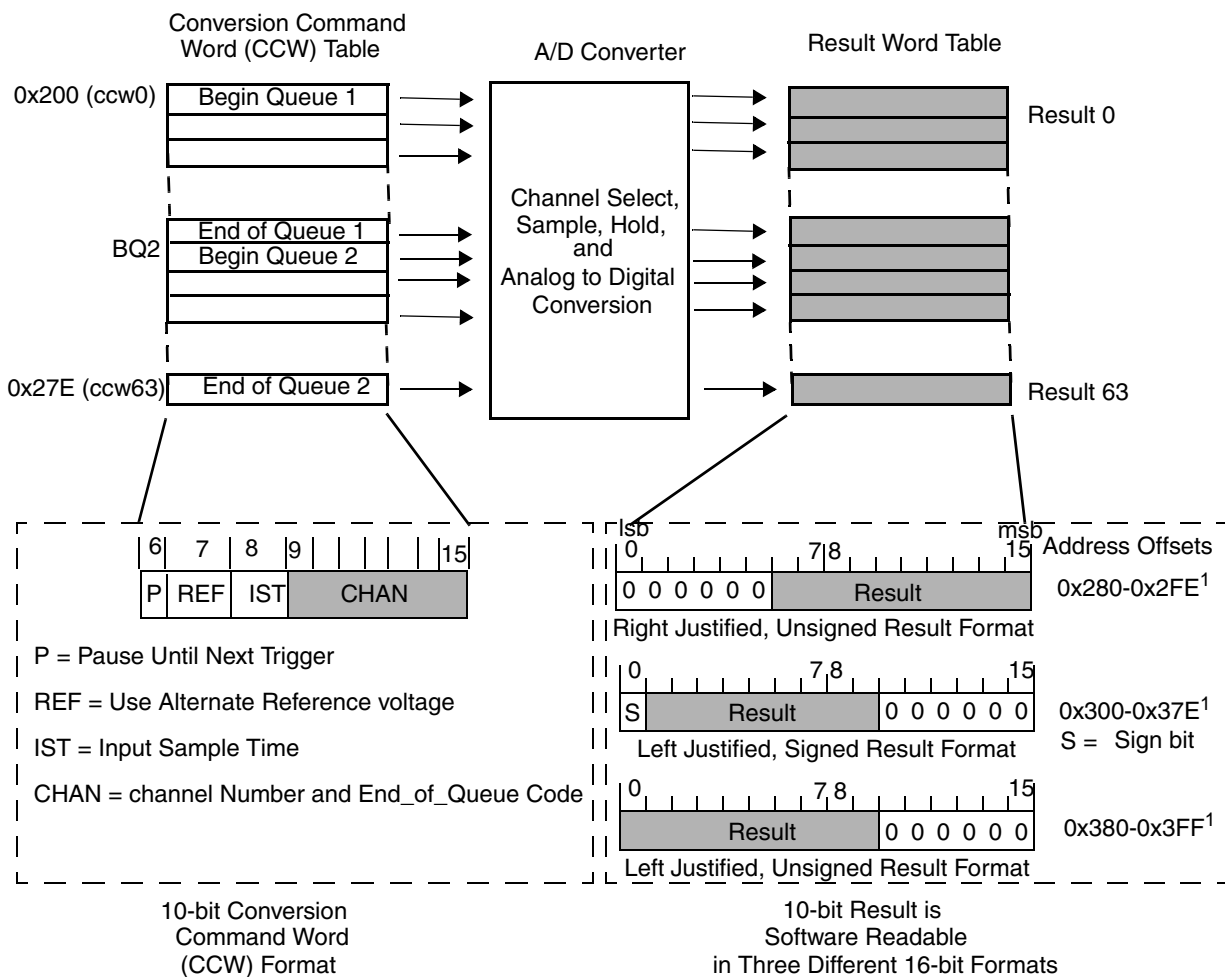 Conversion Command
Word (CCW) Table
A/D Converter
Result Word Table
0x200 (ccw0)
Begin Queue 1
Result 0
Channel Select,
Sample, Hold,
and
Analog to Digital
Conversion
End of Queue 1
BQ2
Begin Queue 2
0x27E (ccw63)
End of Queue 2
Result 63
6 7 8 9 15
P REF IST CHAN
P = Pause Until Next Trigger
REF = Use Alternate Reference voltage
IST = Input Sample Time
CHAN = channel Number and End_of_Queue Code
lsb msb
0 7 8 15
Address Offsets
0 0 0 0 0 0 Result
0x280-0x2FE¹
Right Justified, Unsigned Result Format
0 7 8 15
S Result 0 0 0 0 0 0
0x300-0x37E¹
S = Sign bit
Left Justified, Signed Result Format
0 7 8 15
Result 0 0 0 0 0 0
0x380-0x3FF¹
Left Justified, Unsigned Result Format
10-bit Conversion
Command Word
(CCW) Format
10-bit Result is
Software Readable
in Three Different 16-bit Formats